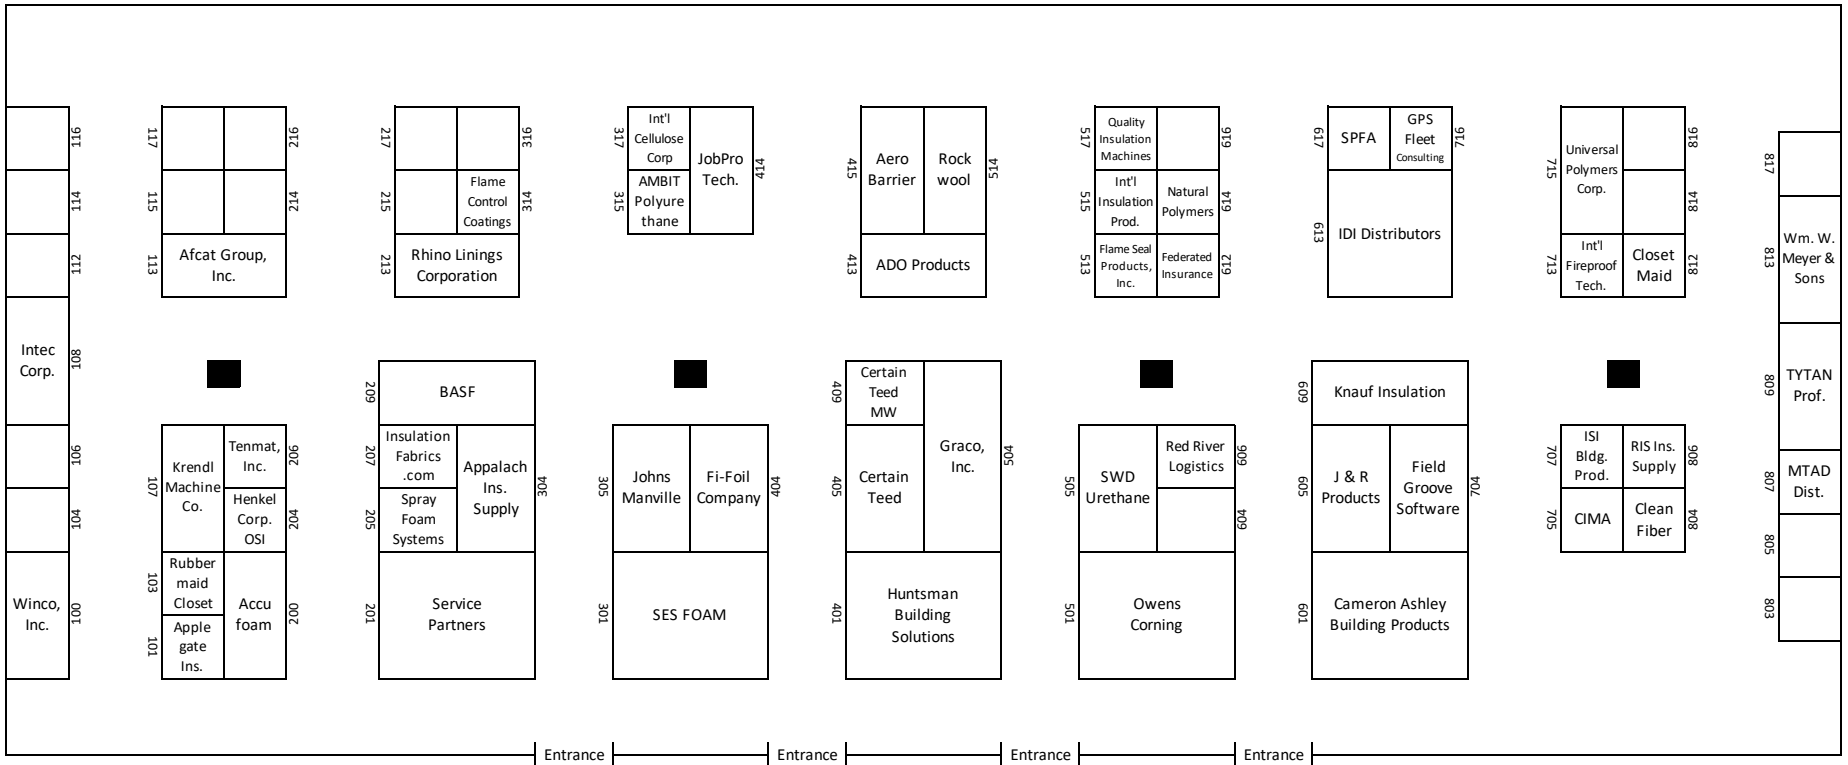 116
114
112
Intec
Corp.
108
106
104
Winco,
Inc.
100
117
216
115
214
Afcat Group,
Inc.
113
Krendl
Machine
Co.
107
Tenmat,
Inc.
206
Henkel
Corp.
OSI
204
Rubber
maid
Closet
103
Accu
foam
200
Apple
gate
Ins.
101
217
316
215
Flame
Control
Coatings
314
Rhino Linings
Corporation
213
BASF
209
Insulation
Fabrics
.com
207
Appalach
Ins.
Supply
304
Spray
Foam
Systems
205
Service
Partners
201
317
Int'l
Cellulose
Corp
JobPro
Tech.
414
315
AMBIT
Polyure
thane
Johns
Manville
305
Fi-Foil
Company
404
SES FOAM
301
415
Aero
Barrier
Rock
wool
514
ADO Products
413
Certain
Teed
MW
409
Graco,
Inc.
504
Certain
Teed
405
Huntsman
Building
Solutions
401
517
Quality
Insulation
Machines
616
515
Int'l
Insulation
Prod.
Natural
Polymers
614
513
Flame Seal
Products,
Inc.
Federated
Insurance
612
SWD
Urethane
505
Red River
Logistics
606
604
Owens
Corning
501
617
SPFA
GPS
Fleet
Consulting
716
IDI Distributors
613
Knauf Insulation
609
J & R
Products
605
Field
Groove
Software
704
Cameron Ashley
Building Products
601
Universal
Polymers
Corp.
715
816
814
Int'l
Fireproof
Tech.
713
Closet
Maid
812
ISI
Bldg.
Prod.
707
RIS Ins.
Supply
806
CIMA
705
Clean
Fiber
804
817
Wm. W.
Meyer &
Sons
813
TYTAN
Prof.
809
MTAD
Dist.
807
805
803
Entrance
Entrance
Entrance
Entrance